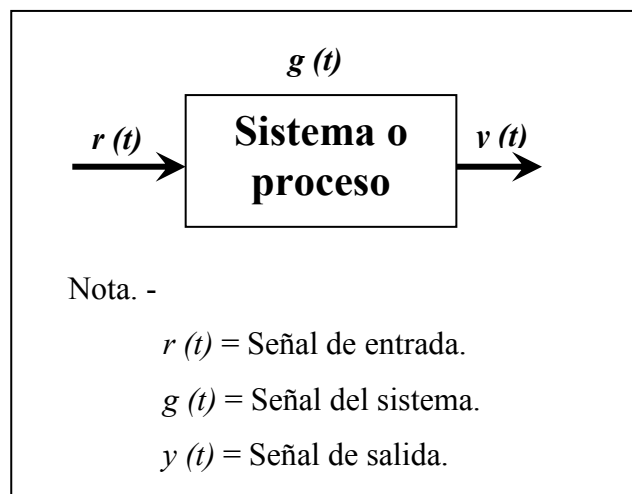 g (t)
Sistema o
r (t)
v (t)
proceso
Nota. -
r (t) = Señal de entrada.
g (t) = Señal del sistema.
y (t) = Señal de salida.